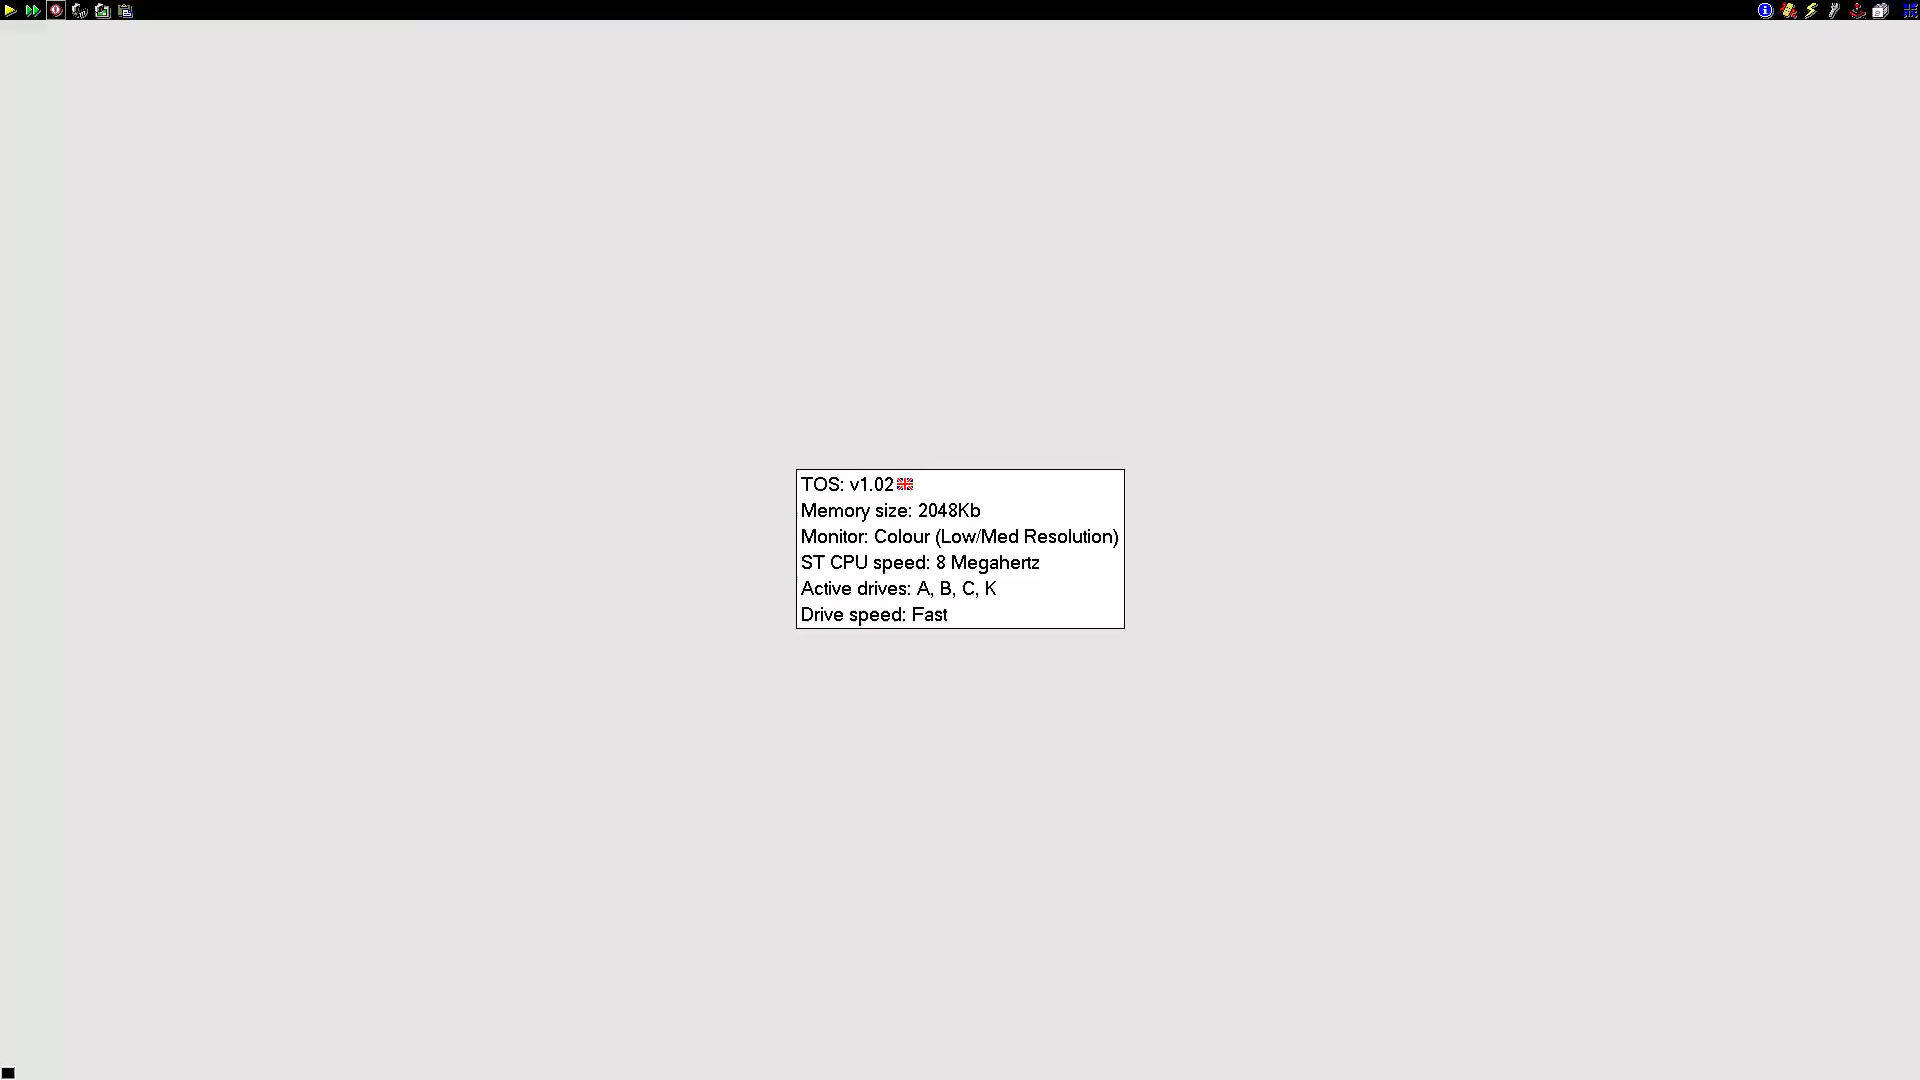 TOS: v1.02
Memory size: 2048Kb
Monitor: Colour (Low/Med Resolution)
ST CPU speed: 8 Megahertz
Active drives: A, B, C, K
Drive speed: Fast